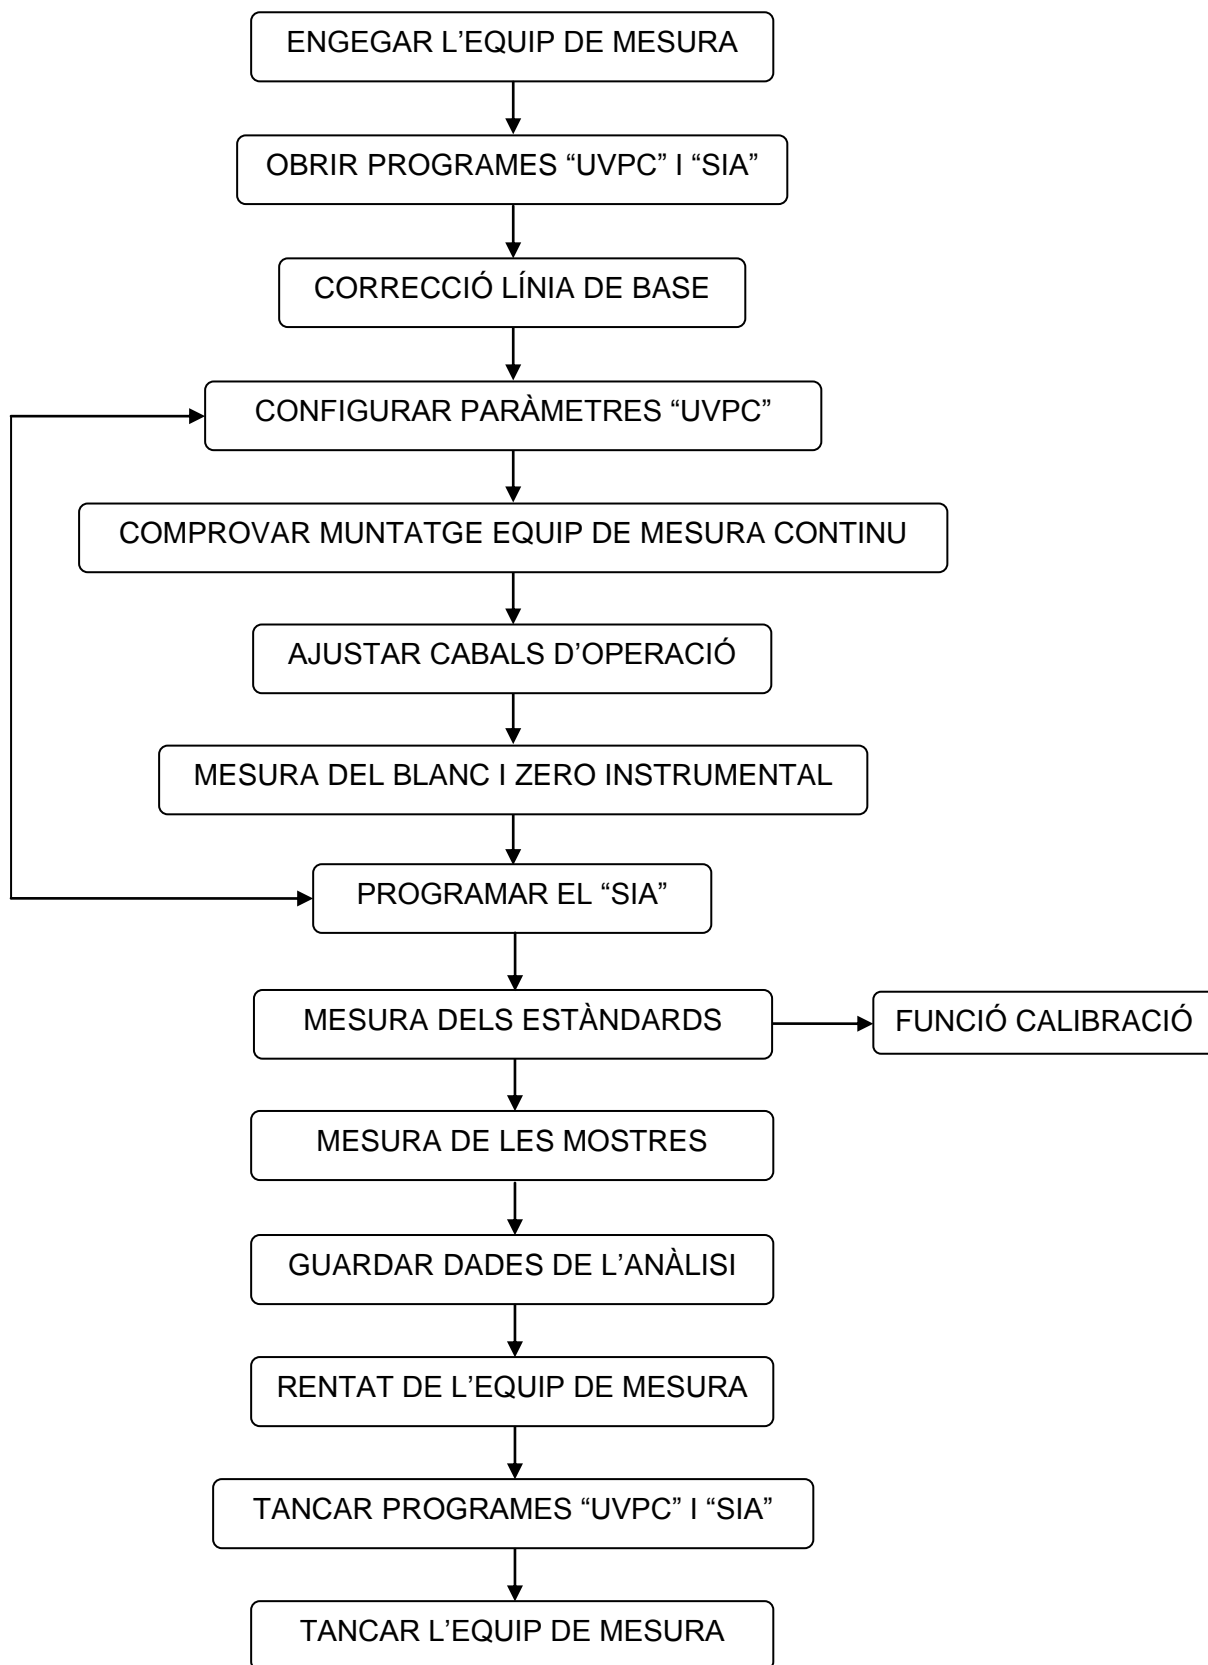 ENGEGAR L’EQUIP DE MESURA
OBRIR PROGRAMES “UVPC” I “SIA”
CORRECCIÓ LÍNIA DE BASE
CONFIGURAR PARÀMETRES “UVPC”
COMPROVAR MUNTATGE EQUIP DE MESURA CONTINU
AJUSTAR CABALS D’OPERACIÓ
MESURA DEL BLANC I ZERO INSTRUMENTAL
PROGRAMAR EL “SIA”
MESURA DELS ESTÀNDARDS
FUNCIÓ CALIBRACIÓ
MESURA DE LES MOSTRES
GUARDAR DADES DE L’ANÀLISI
RENTAT DE L’EQUIP DE MESURA
TANCAR PROGRAMES “UVPC” I “SIA”
TANCAR L’EQUIP DE MESURA